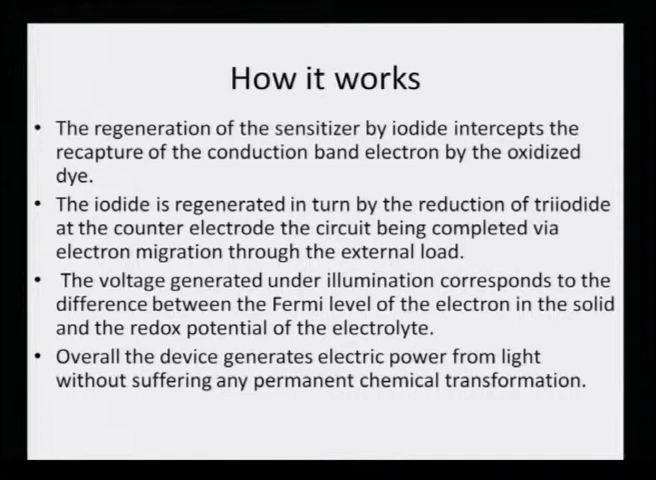 How it works
• The regeneration of the sensitizer by iodide intercepts the
recapture of the conduction band electron by the oxidized
dye.
• The iodide is regenerated in turn by the reduction of triiodide
at the counter electrode the circuit being completed via
electron migration through the external load.
• The voltage generated under illumination corresponds to the
difference between the Fermi level of the electron in the solid
and the redox potential of the electrolyte.
• Overall the device generates electric power from light
without suffering any permanent chemical transformation.